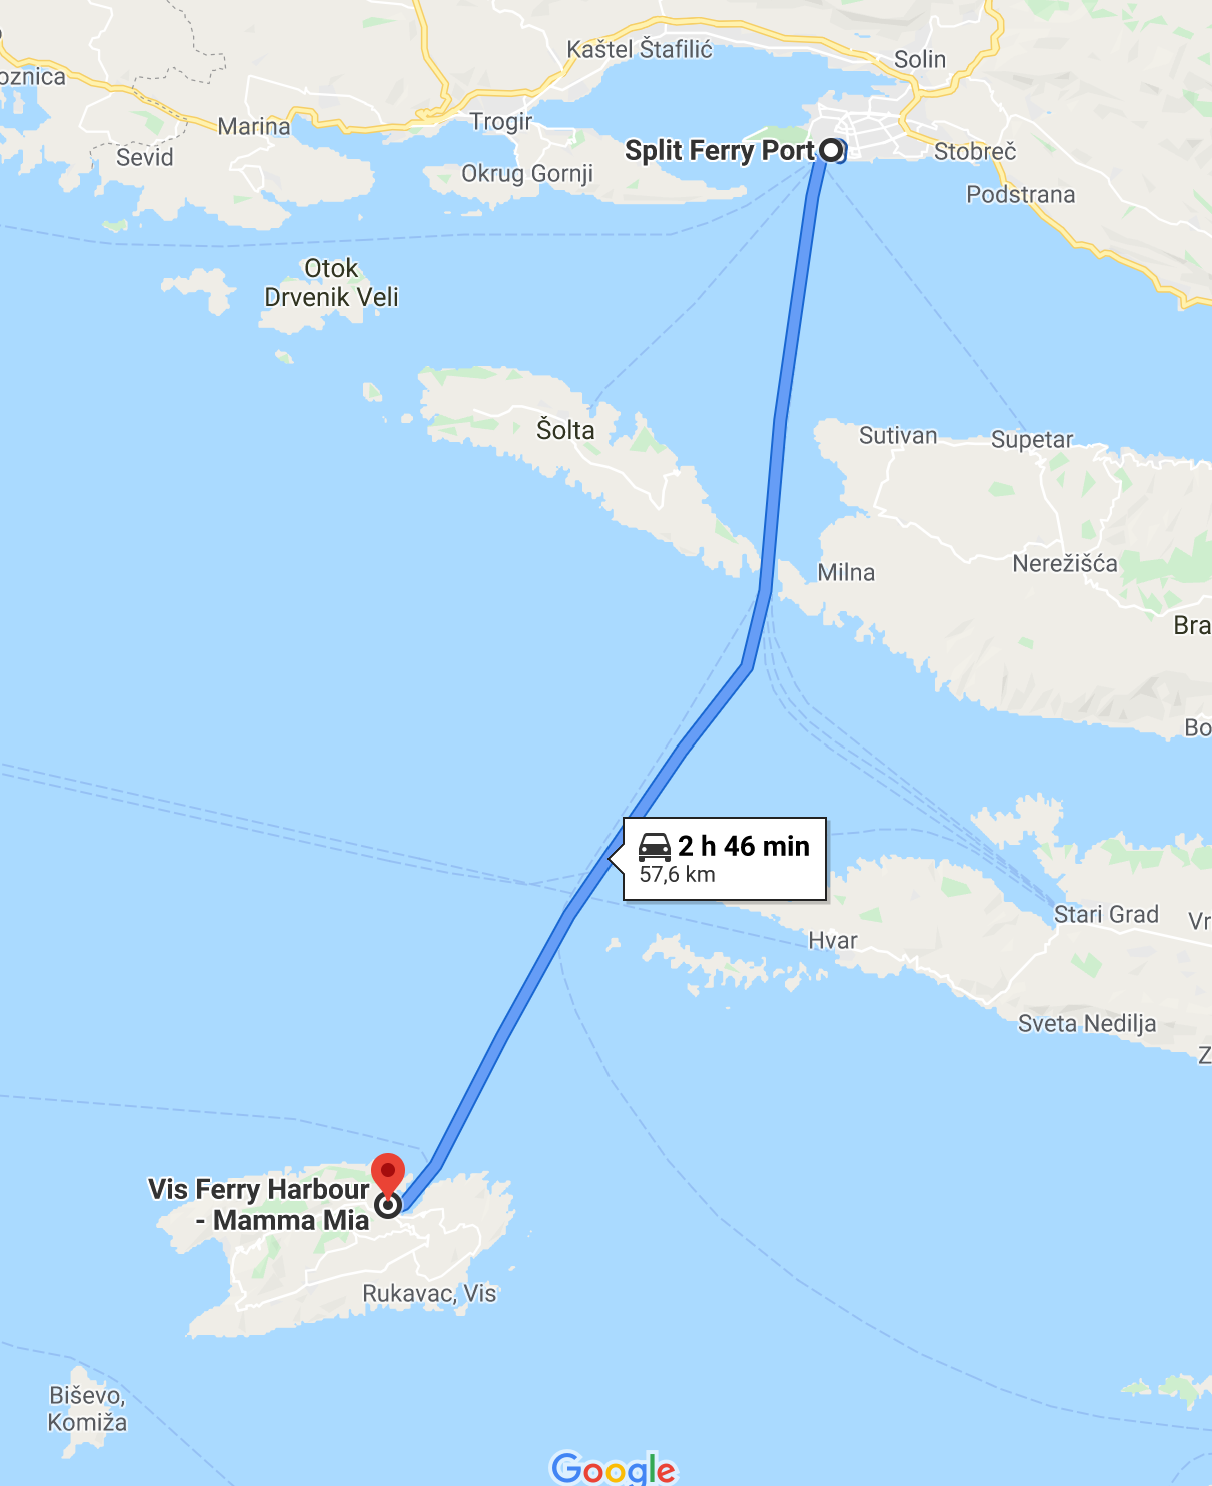 Kaštel Štafilić
Solin
oznica
Trogir
Marina
Split Ferry Port
Stobreč
Sevid
Okrug Gornji
Podstrana
Otok
Drvenik Veli
Šolta
Sutivan
Supetar
Nerežišća
Milna
Bra
Bo
2 h 46 min
57,6 km
Stari Grad
Vr
Hvar
Sveta Nedilja
Z
Vis Ferry Harbour
- Mamma Mia
Rukavac, Vis
Biševo,
Komiža
Google